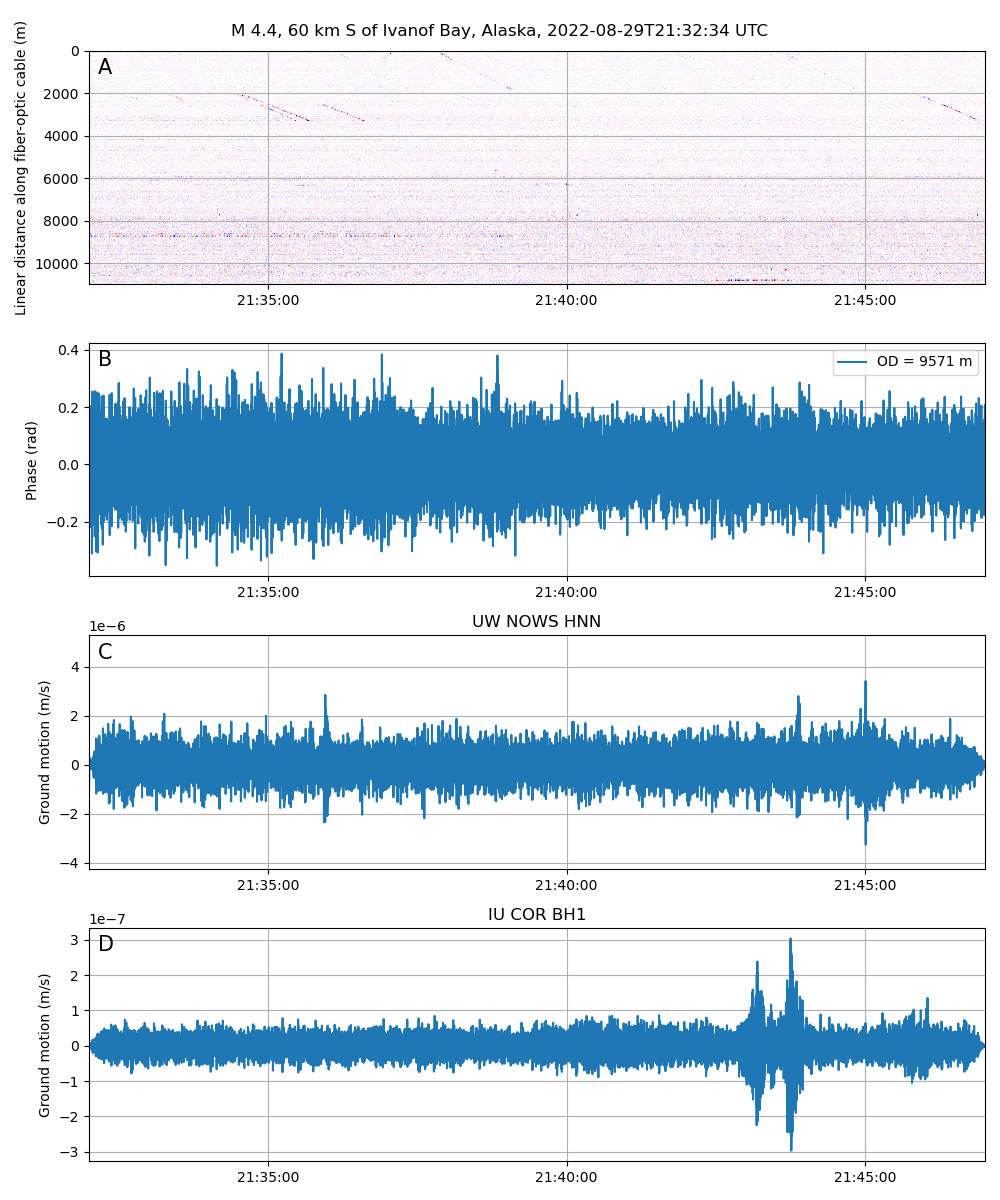 M 4.4, 60 km S of Ivanof Bay, Alaska, 2022-08-29T21:32:34 UTC
A
Linear distance along fiber-optic cable (m)
0
2000
4000
6000
8000
10000
21:35:00
21:40:00
21:45:00
B
OD = 9571 m
Phase (rad)
0.4
0.2
0.0
−0.2
21:35:00
21:40:00
21:45:00
UW NOWS HNN
1e−6
C
Ground motion (m/s)
4
2
0
−2
−4
21:35:00
21:40:00
21:45:00
IU COR BH1
1e−7
D
Ground motion (m/s)
3
2
1
0
−1
−2
−3
21:35:00
21:40:00
21:45:00